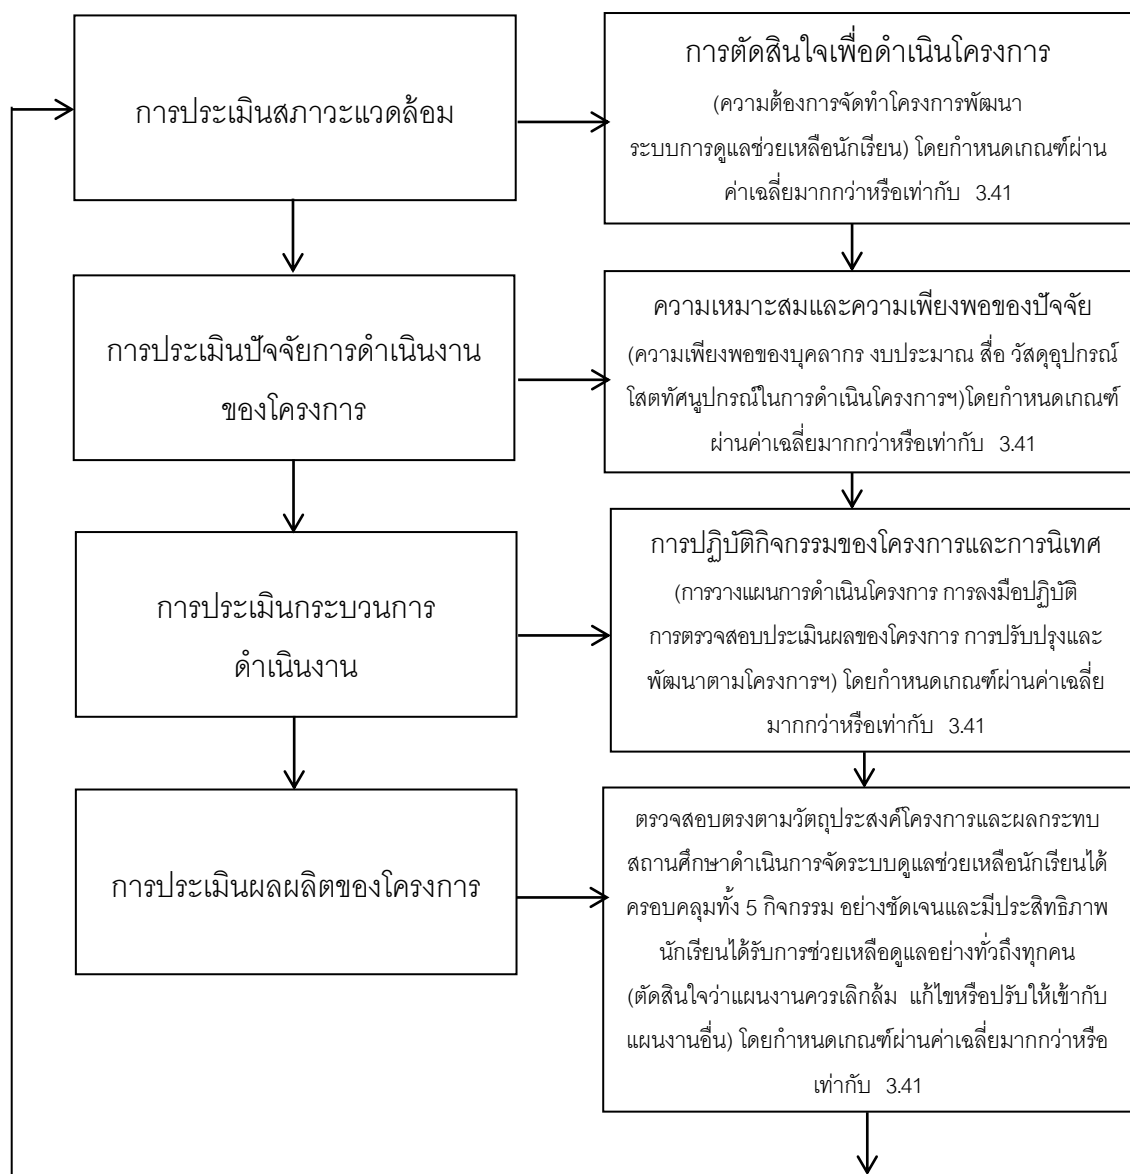 การประเมินสภาวะแวดล้อม
การตัดสินใจเพื่อดำเนินโครงการ
(ความต้องการจัดทำโครงการพัฒนา
ระบบการดูแลช่วยเหลือนักเรียน) โดยกำหนดเกณฑ์ผ่าน
ค่าเฉลี่ยมากกว่าหรือเท่ากับ 3.41
การประเมินปัจจัยการดำเนินงาน
ของโครงการ
ความเหมาะสมและความเพียงพอของปัจจัย
(ความเพียงพอของบุคลากร งบประมาณ สื่อ วัสดุอุปกรณ์
โสตทัศนูปกรณ์ในการดำเนินโครงการฯ)โดยกำหนดเกณฑ์
ผ่านค่าเฉลี่ยมากกว่าหรือเท่ากับ 3.41
การประเมินกระบวนการ
ดำเนินงาน
การปฏิบัติกิจกรรมของโครงการและการนิเทศ
(การวางแผนการดำเนินโครงการ การลงมือปฏิบัติ
การตรวจสอบประเมินผลของโครงการ การปรับปรุงและ
พัฒนาตามโครงการฯ) โดยกำหนดเกณฑ์ผ่านค่าเฉลี่ย
มากกว่าหรือเท่ากับ 3.41
การประเมินผลผลิตของโครงการ
ตรวจสอบตรงตามวัตถุประสงค์โครงการและผลกระทบ
สถานศึกษาดำเนินการจัดระบบดูแลช่วยเหลือนักเรียนได้
ครอบคลุมทั้ง 5 กิจกรรม อย่างชัดเจนและมีประสิทธิภาพ
นักเรียนได้รับการช่วยเหลือดูแลอย่างทั่วถึงทุกคน
(ตัดสินใจว่าแผนงานควรเลิกล้ม แก้ไขหรือปรับให้เข้ากับ
แผนงานอื่น) โดยกำหนดเกณฑ์ผ่านค่าเฉลี่ยมากกว่าหรือ
เท่ากับ 3.41